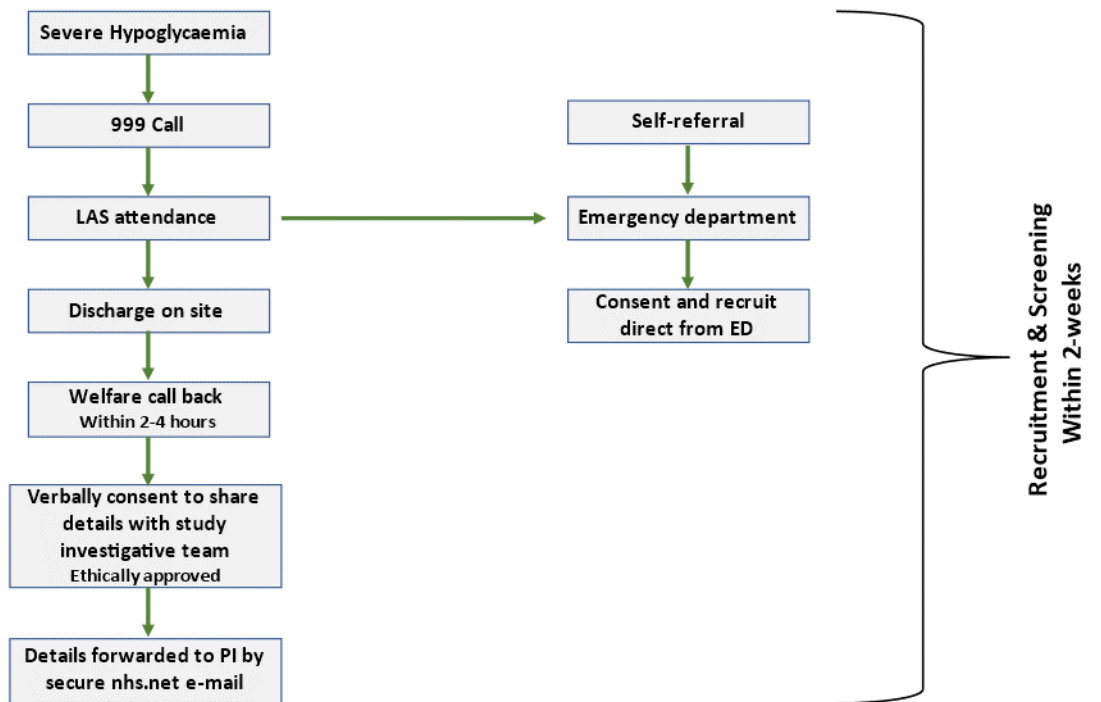 Severe Hypoglycaemia
999 Call
LAS attendance
Discharge on site
Welfare call back
Within 2-4 hours
Verbally consent to share
details with study
investigative team
Ethically approved
Details forwarded to PI by
secure nhs.net e-mail
Self-referral
Emergency department
Consent and recruit
direct from ED
Recruitment & Screening
Within 2-weeks